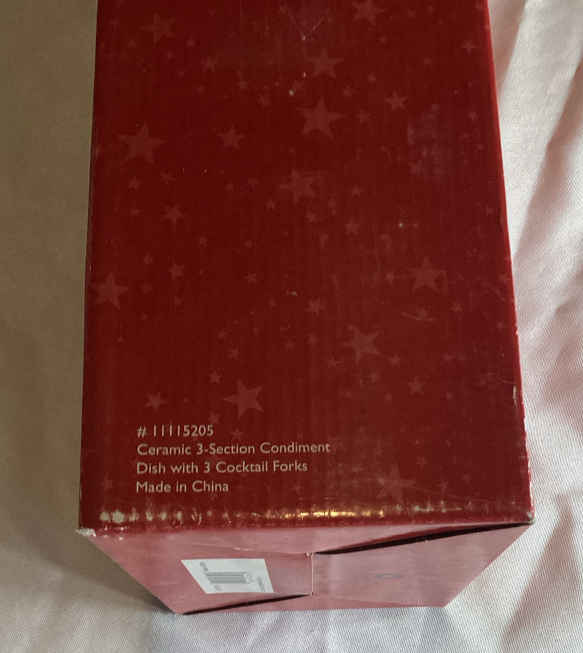 # 11115205
Ceramic 3-Section Condiment
Dish with 3 Cocktail Forks
Made in China